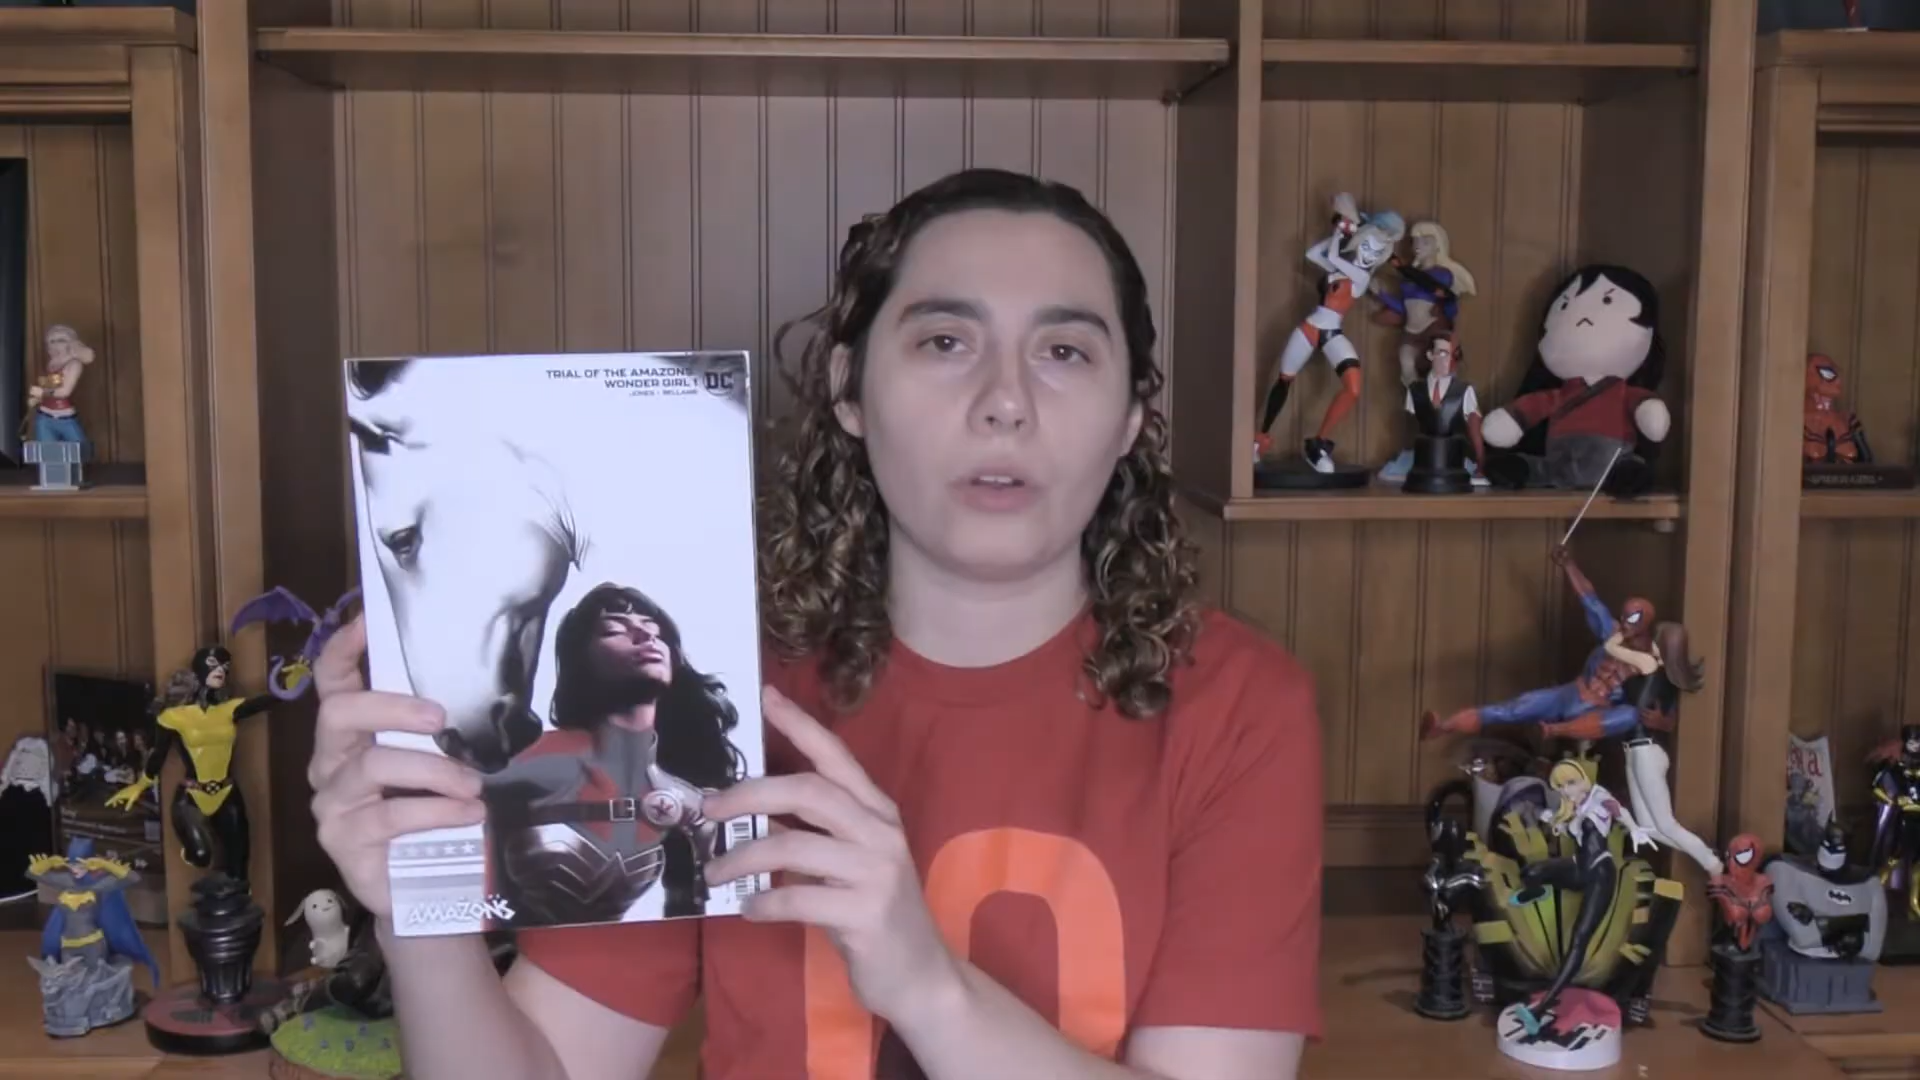 TRIAL OF THE AMAZONS
WONDER GIRL 1
DC
JONES • BELLAIRE
AMAZONS